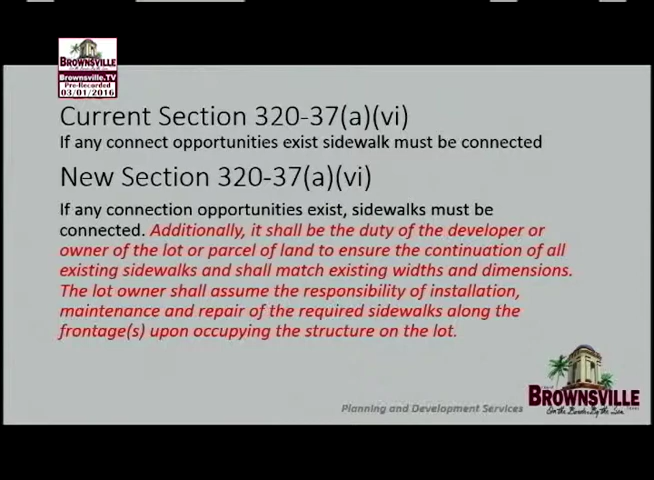 BROWNSVILLE
Brownsville.TV
Pre-Recorded
03/01/2016
Current Section 320-37(a)(vi)
If any connect opportunities exist sidewalk must be connected
New Section 320-37(a)(vi)
If any connection opportunities exist, sidewalks must be
connected. Additionally, it shall be the duty of the developer or
owner of the lot or parcel of land to ensure the continuation of all
existing sidewalks and shall match existing widths and dimensions.
The lot owner shall assume the responsibility of installation,
maintenance and repair of the required sidewalks along the
frontage(s) upon occupying the structure on the lot.
Planning and Development Services
BROWNSVILLE
On the Border By the Sea